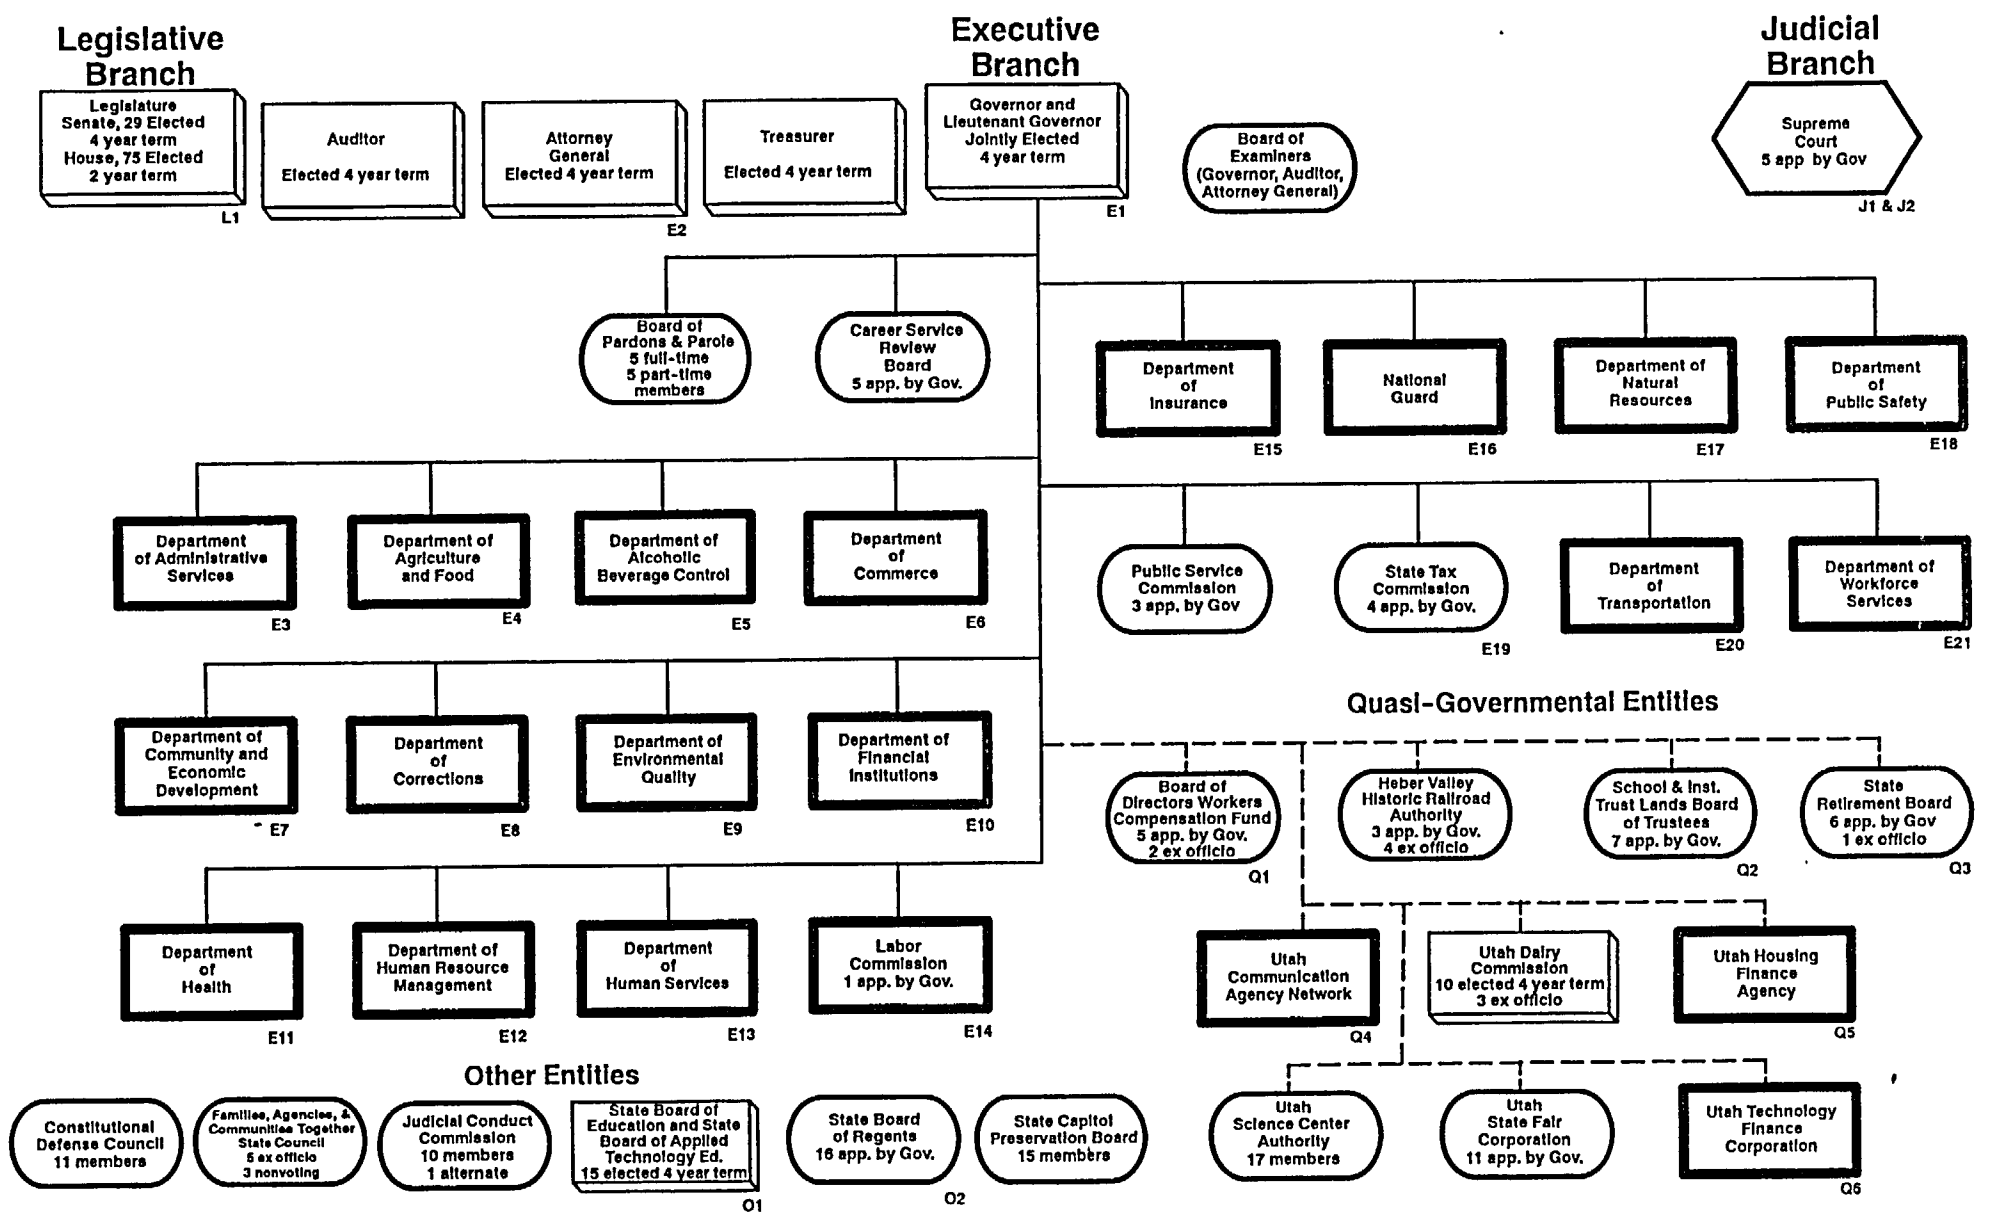 Legislative
Branch
Executive
Branch
Judicial
Branch
Legislature
Senate, 29 Elected
4 year term
House, 75 Elected
2 year term
L1
Auditor
Elected 4 year term
Attorney
General
Elected 4 year term
E2
Treasurer
Elected 4 year term
Governor and
Lieutenant Governor
Jointly Elected
4 year term
E1
Board of
Examiners
(Governor, Auditor,
Attorney General)
Supreme
Court
5 app by Gov
J1 & J2
Board of
Pardons & Parole
5 full-time
5 part-time
members
Career Service
Review
Board
5 app. by Gov.
Department
of
Insurance
E15
National
Guard
E16
Department of
Natural
Resources
E17
Department
of
Public Safety
E18
Department
of Administrative
Services
E3
Department of
Agriculture
and Food
E4
Department of
Alcoholic
Beverage Control
E5
Department
of
Commerce
E6
Public Service
Commission
3 app. by Gov
State Tax
Commission
4 app. by Gov.
E19
Department
of
Transportation
E20
Department of
Workforce
Services
E21
Department of
Community and
Economic
Development
E7
Department
of
Corrections
E8
Department of
Environmental
Quality
E9
Department of
Financial
Institutions
E10
Quasi-Governmental Entities
Board of
Directors Workers
Compensation Fund
5 app. by Gov.
2 ex officio
Q1
Heber Valley
Historic Railroad
Authority
3 app. by Gov.
4 ex officio
School & Inst.
Trust Lands Board
of Trustees
7 app. by Gov.
Q2
State
Retirement Board
6 app. by Gov
1 ex officio
Q3
Department
of
Health
E11
Department of
Human Resource
Management
E12
Department
of
Human Services
E13
Labor
Commission
1 app. by Gov.
E14
Utah
Communication
Agency Network
Q4
Utah Dairy
Commission
10 elected 4 year term
3 ex officio
Utah Housing
Finance
Agency
Q5
Other Entities
Constitutional
Defense Council
11 members
Families, Agencies, &
Communities Together
State Council
5 ex officio
3 nonvoting
Judicial Conduct
Commission
10 members
1 alternate
State Board of
Education and State
Board of Applied
Technology Ed.
15 elected 4 year term
O1
State Board
of Regents
16 app. by Gov.
O2
State Capitol
Preservation Board
15 members
Utah
Science Center
Authority
17 members
Utah
State Fair
Corporation
11 app. by Gov.
Utah Technology
Finance
Corporation
Q6